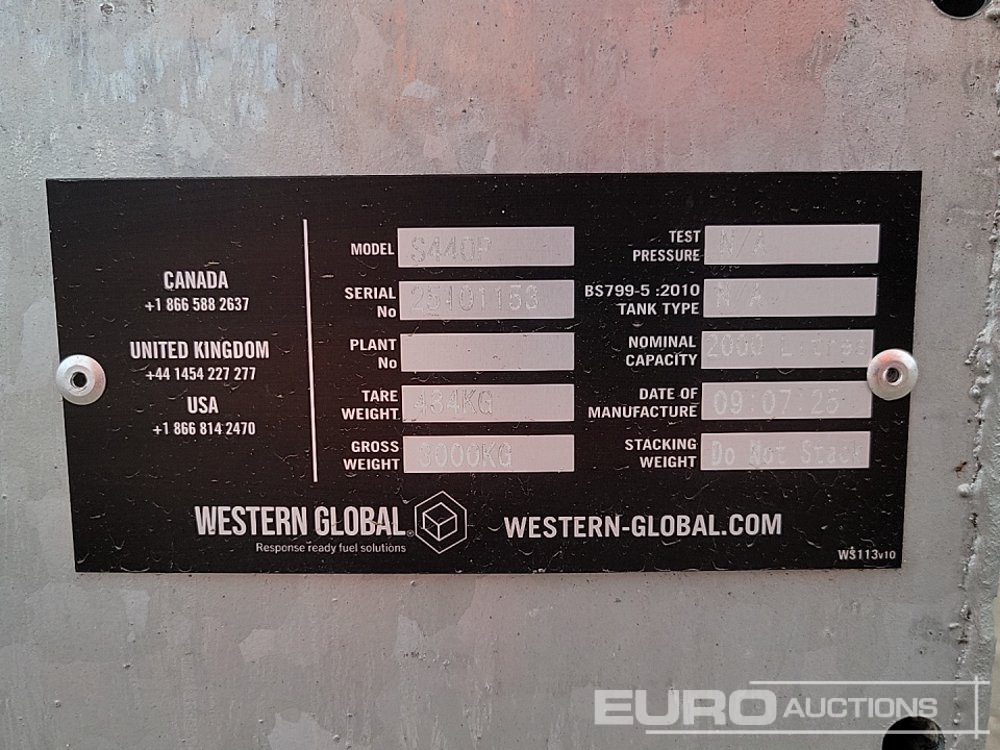 CANADA
+1 866 588 2637
UNITED KINGDOM
+44 1454 227 277
USA
+1 866 814 2470
MODEL S440P
SERIAL No 25101153
PLANT No
TARE WEIGHT 434KG
GROSS WEIGHT 3000KG
TEST PRESSURE N/A
BS799-5 :2010 TANK TYPE N/A
NOMINAL CAPACITY 2000
DATE OF MANUFACTURE 09:07:25
STACKING WEIGHT Do Not Stack
WESTERN GLOBAL®
Response ready fuel solutions
WESTERN-GLOBAL.COM
WS113v10
EURO AUCTIONS